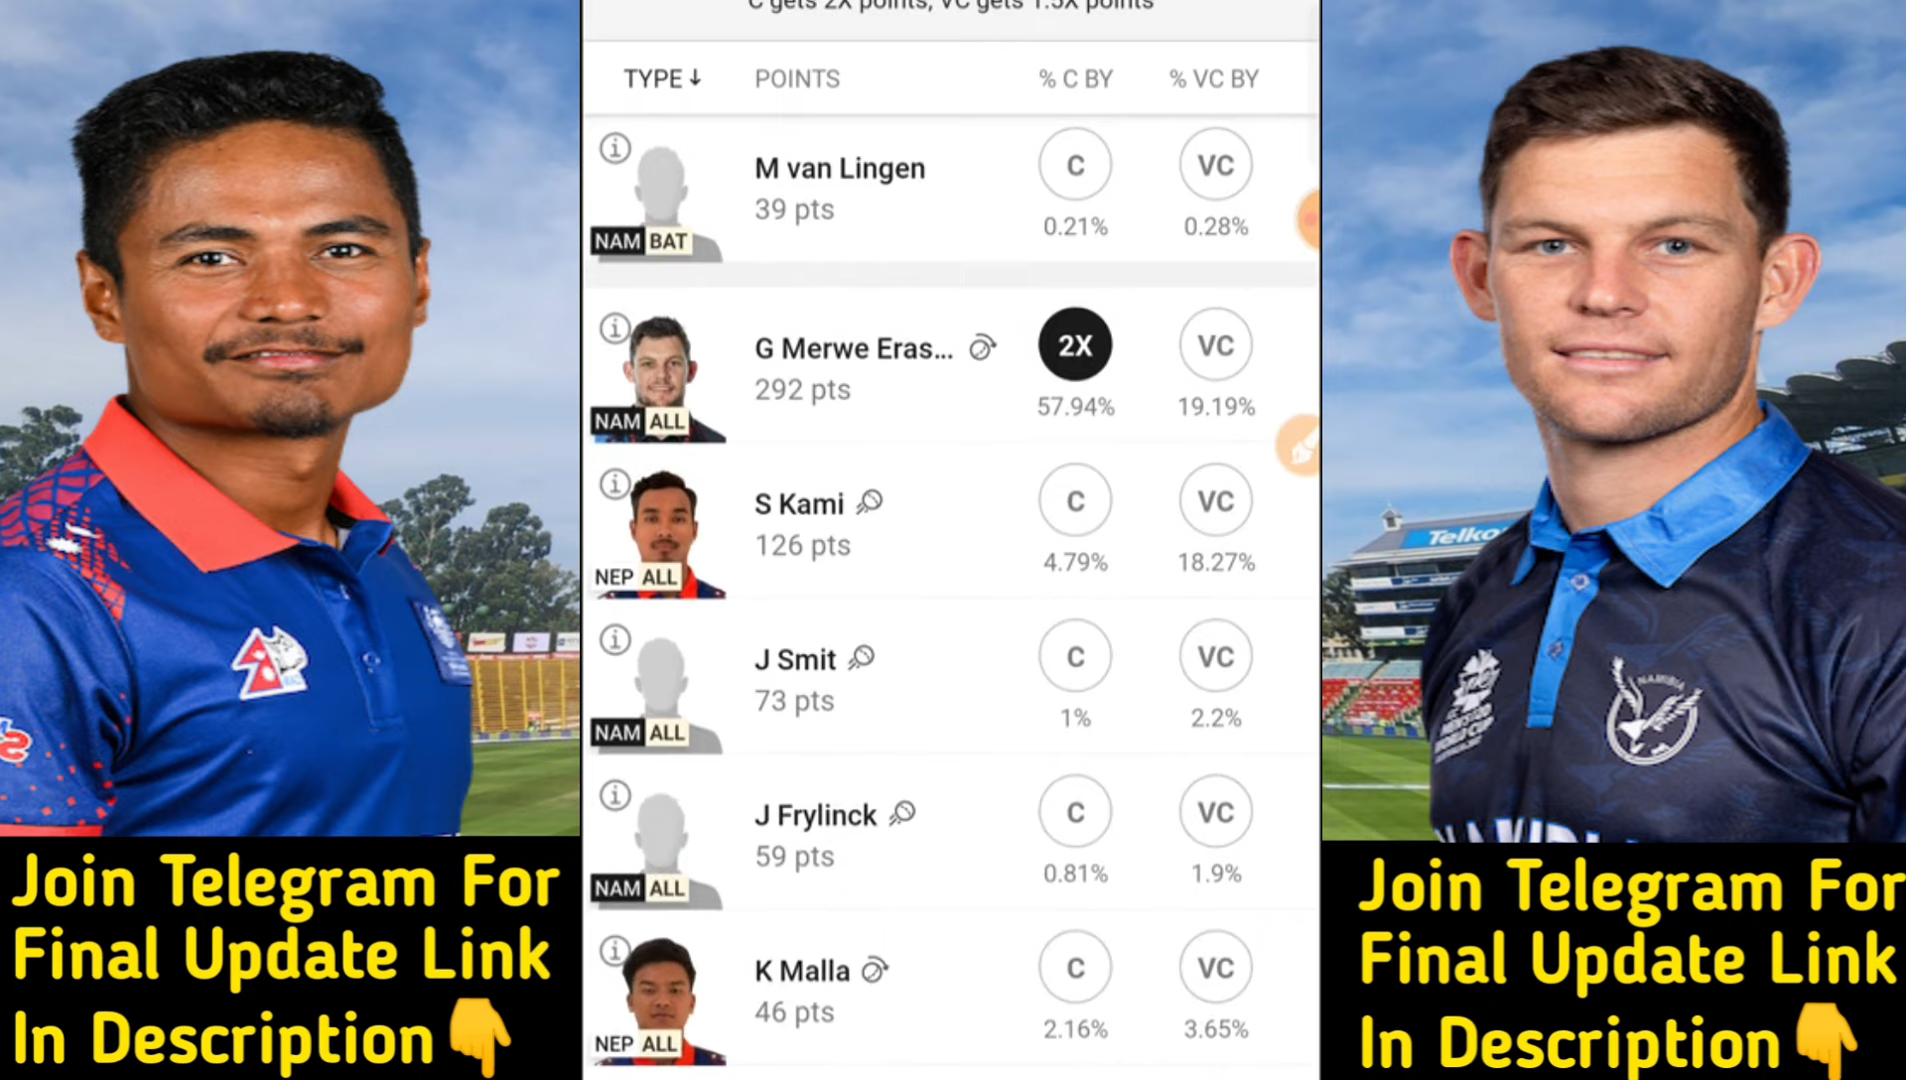 C gets 2X points, VC gets 1.5X points
TYPE↓ POINTS % C BY % VC BY
M van Lingen
39 pts
C VC
0.21% 0.28%
NAM BAT
G Merwe Eras...
292 pts
2X VC
57.94% 19.19%
NAM ALL
S Kami
126 pts
C VC
4.79% 18.27%
NEP ALL
J Smit
73 pts
C VC
1% 2.2%
NAM ALL
J Frylinck
59 pts
C VC
0.81% 1.9%
NAM ALL
K Malla
46 pts
C VC
2.16% 3.65%
NEP ALL
Join Telegram For
Final Update Link
In Description👇
Telko
NAMIBIA
WORLD CUP
Join Telegram For
Final Update Link
In Description👇